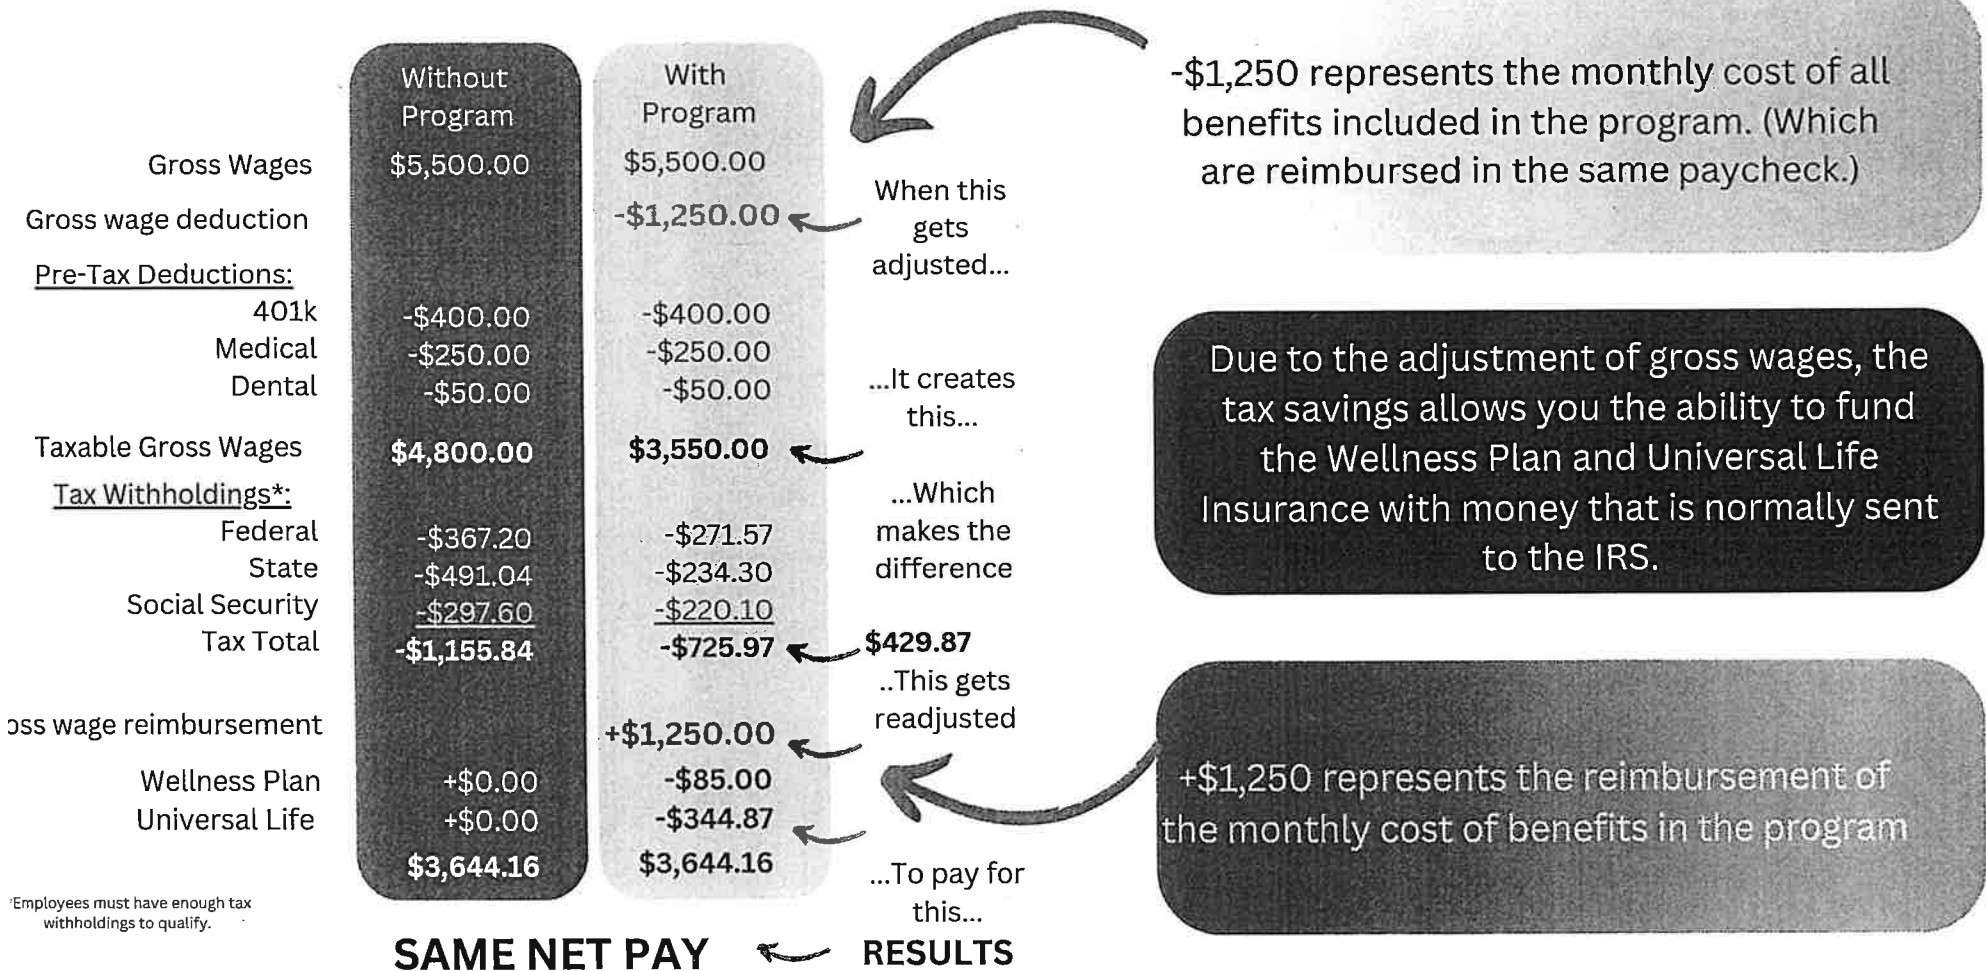 Without Program With Program
Gross Wages $5,500.00 $5,500.00
Gross wage deduction -$1,250.00
Pre-Tax Deductions:
401k -$400.00 -$400.00
Medical -$250.00 -$250.00
Dental -$50.00 -$50.00
Taxable Gross Wages $4,800.00 $3,550.00
Tax Withholdings*:
Federal -$367.20 -$271.57
State -$491.04 -$234.30
Social Security -$297.60 -$220.10
Tax Total -$1,155.84 -$725.97 $429.87
oss wage reimbursement +$1,250.00
Wellness Plan +$0.00 -$85.00
Universal Life +$0.00 -$344.87
$3,644.16 $3,644.16
*Employees must have enough tax
withholdings to qualify.
SAME NET PAY RESULTS
When this
gets
adjusted...
...It creates
this...
...Which
makes the
difference
..This gets
readjusted
...To pay for
this...
-$1,250 represents the monthly cost of all
benefits included in the program. (Which
are reimbursed in the same paycheck.)
Due to the adjustment of gross wages, the
tax savings allows you the ability to fund
the Wellness Plan and Universal Life
Insurance with money that is normally sent
to the IRS.
+$1,250 represents the reimbursement of
the monthly cost of benefits in the program